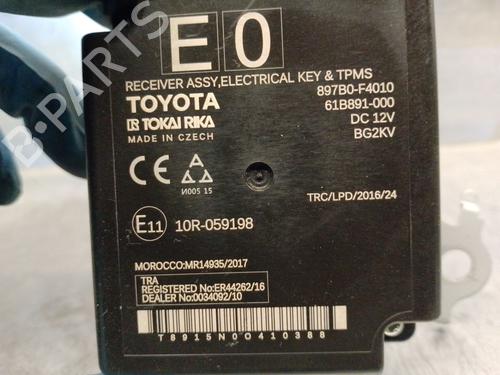 E 0
RECEIVER ASSY,ELECTRICAL KEY & TPMS
TOYOTA
897B0-F4010
61B891-000
TOKAI RIKA
DC 12V
MADE IN CZECH
BG2KV
CE
И005 15
TRC/LPD/2016/24
E11
10R-059198
MOROCCO:MR14935/2017
TRA
REGISTERED No:ER44262/16
DEALER No:0034092/10
T8915N00410388
B-PARTS